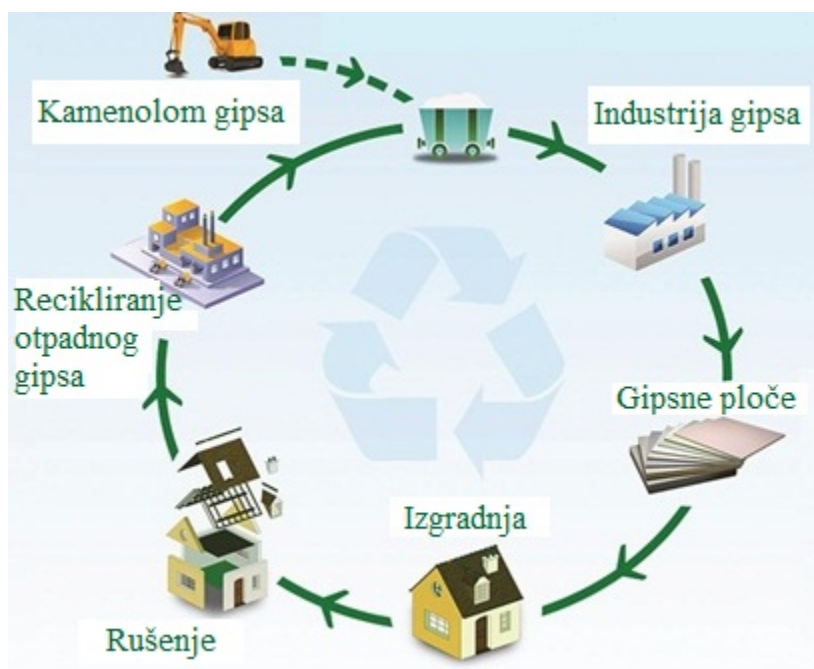 Kamenolom gipsa
Industrija gipsa
Recikliranje
otpadnog
gipsa
Gipsne ploče
Izgradnja
Rušenje